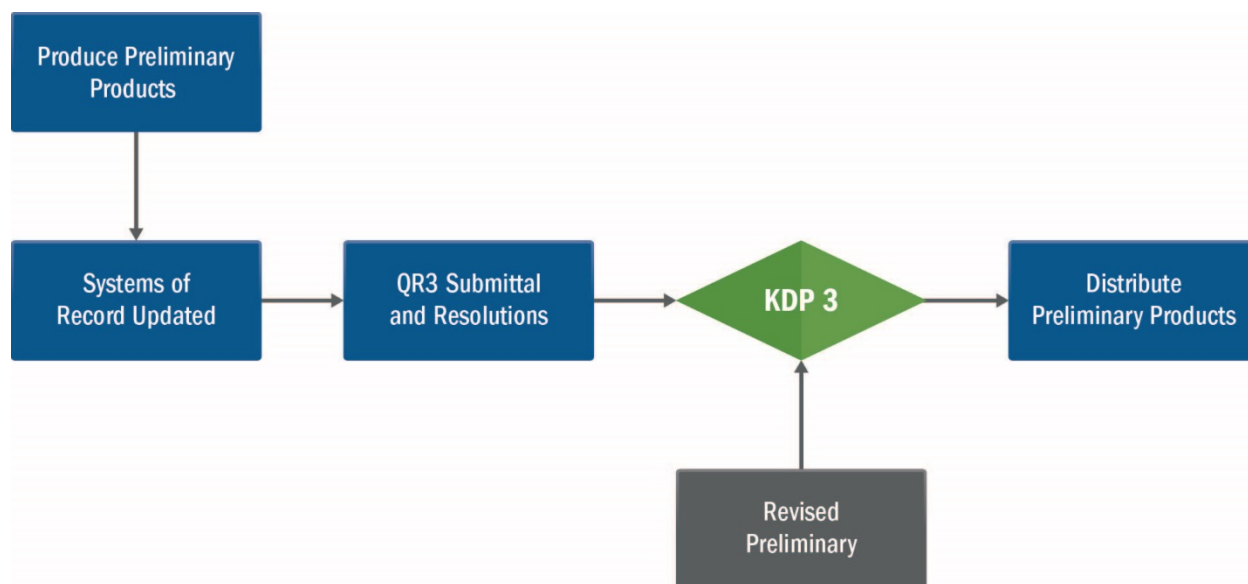 Produce Preliminary
Products
Systems of
Record Updated
QR3 Submittal
and Resolutions
KDP 3
Distribute
Preliminary Products
Revised
Preliminary